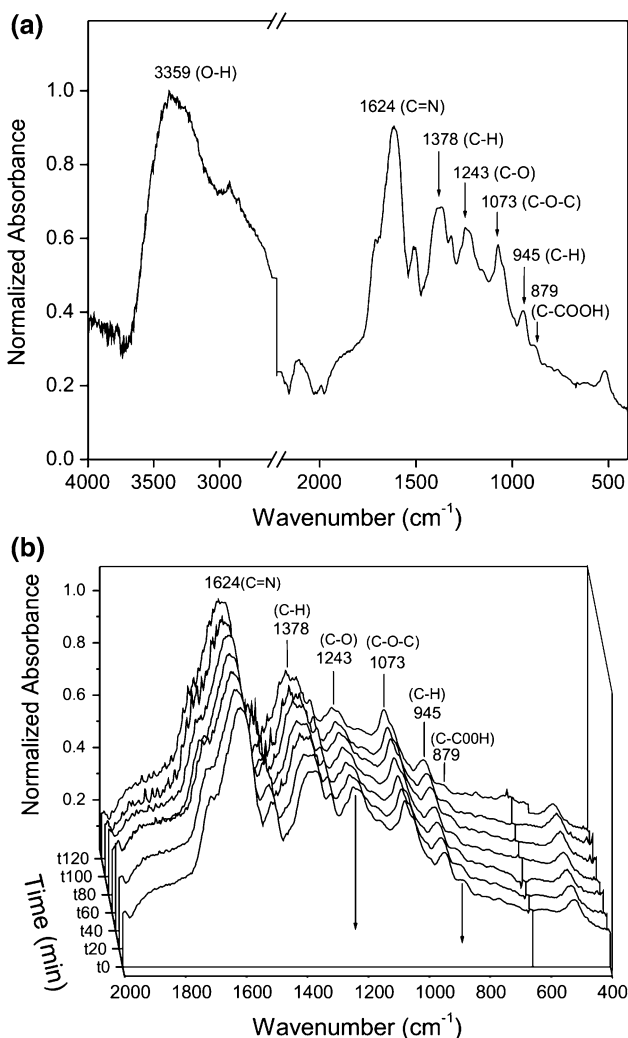 (a)
3359 (O-H)
1624 (C=N)
1378 (C-H)
1243 (C-O)
1073 (C-O-C)
945 (C-H)
879
(C-COOH)
1.0
0.8
0.6
0.4
0.2
0.0
Normalized Absorbance
4000 3500 3000 2000 1500 1000 500
Wavenumber (cm-1)
(b)
1624(C=N)
(C-H)
1378
(C-O)
1243
(C-O-C)
1073
(C-H)
945
(C-C00H)
879
1.0
0.8
0.6
0.4
0.2
Normalized Absorbance
t120
t100
t80
t60
t40
t20
t0
Time (min)
2000 1800 1600 1400 1200 1000 800 600 400
Wavenumber (cm-1)